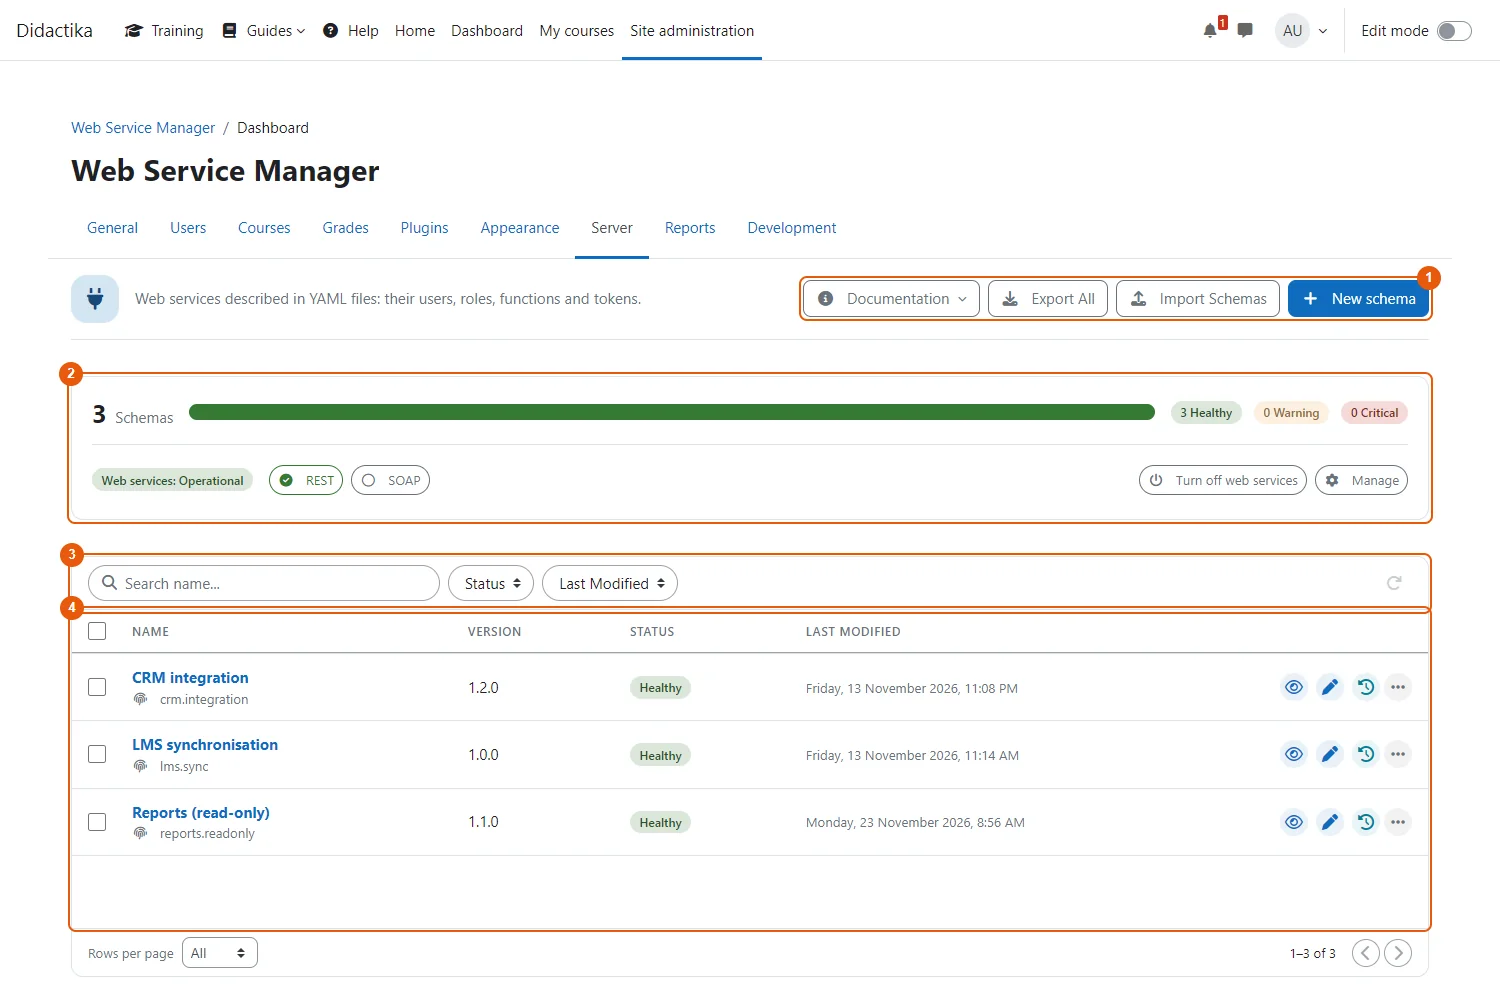 Didactika Training Guides Help Home Dashboard My courses Site administration 1 AU Edit mode
Web Service Manager / Dashboard
Web Service Manager
General Users Courses Grades Plugins Appearance Server Reports Development
1
Web services described in YAML files: their users, roles, functions and tokens. Documentation Export All Import Schemas New schema
2
3 Schemas 3 Healthy 0 Warning 0 Critical
Web services: Operational REST SOAP Turn off web services Manage
3
Search name... Status Last Modified
4
NAME VERSION STATUS LAST MODIFIED
CRM integration
crm.integration 1.2.0 Healthy Friday, 13 November 2026, 11:08 PM
LMS synchronisation
lms.sync 1.0.0 Healthy Friday, 13 November 2026, 11:14 AM
Reports (read-only)
reports.readonly 1.1.0 Healthy Monday, 23 November 2026, 8:56 AM
Rows per page All 1–3 of 3